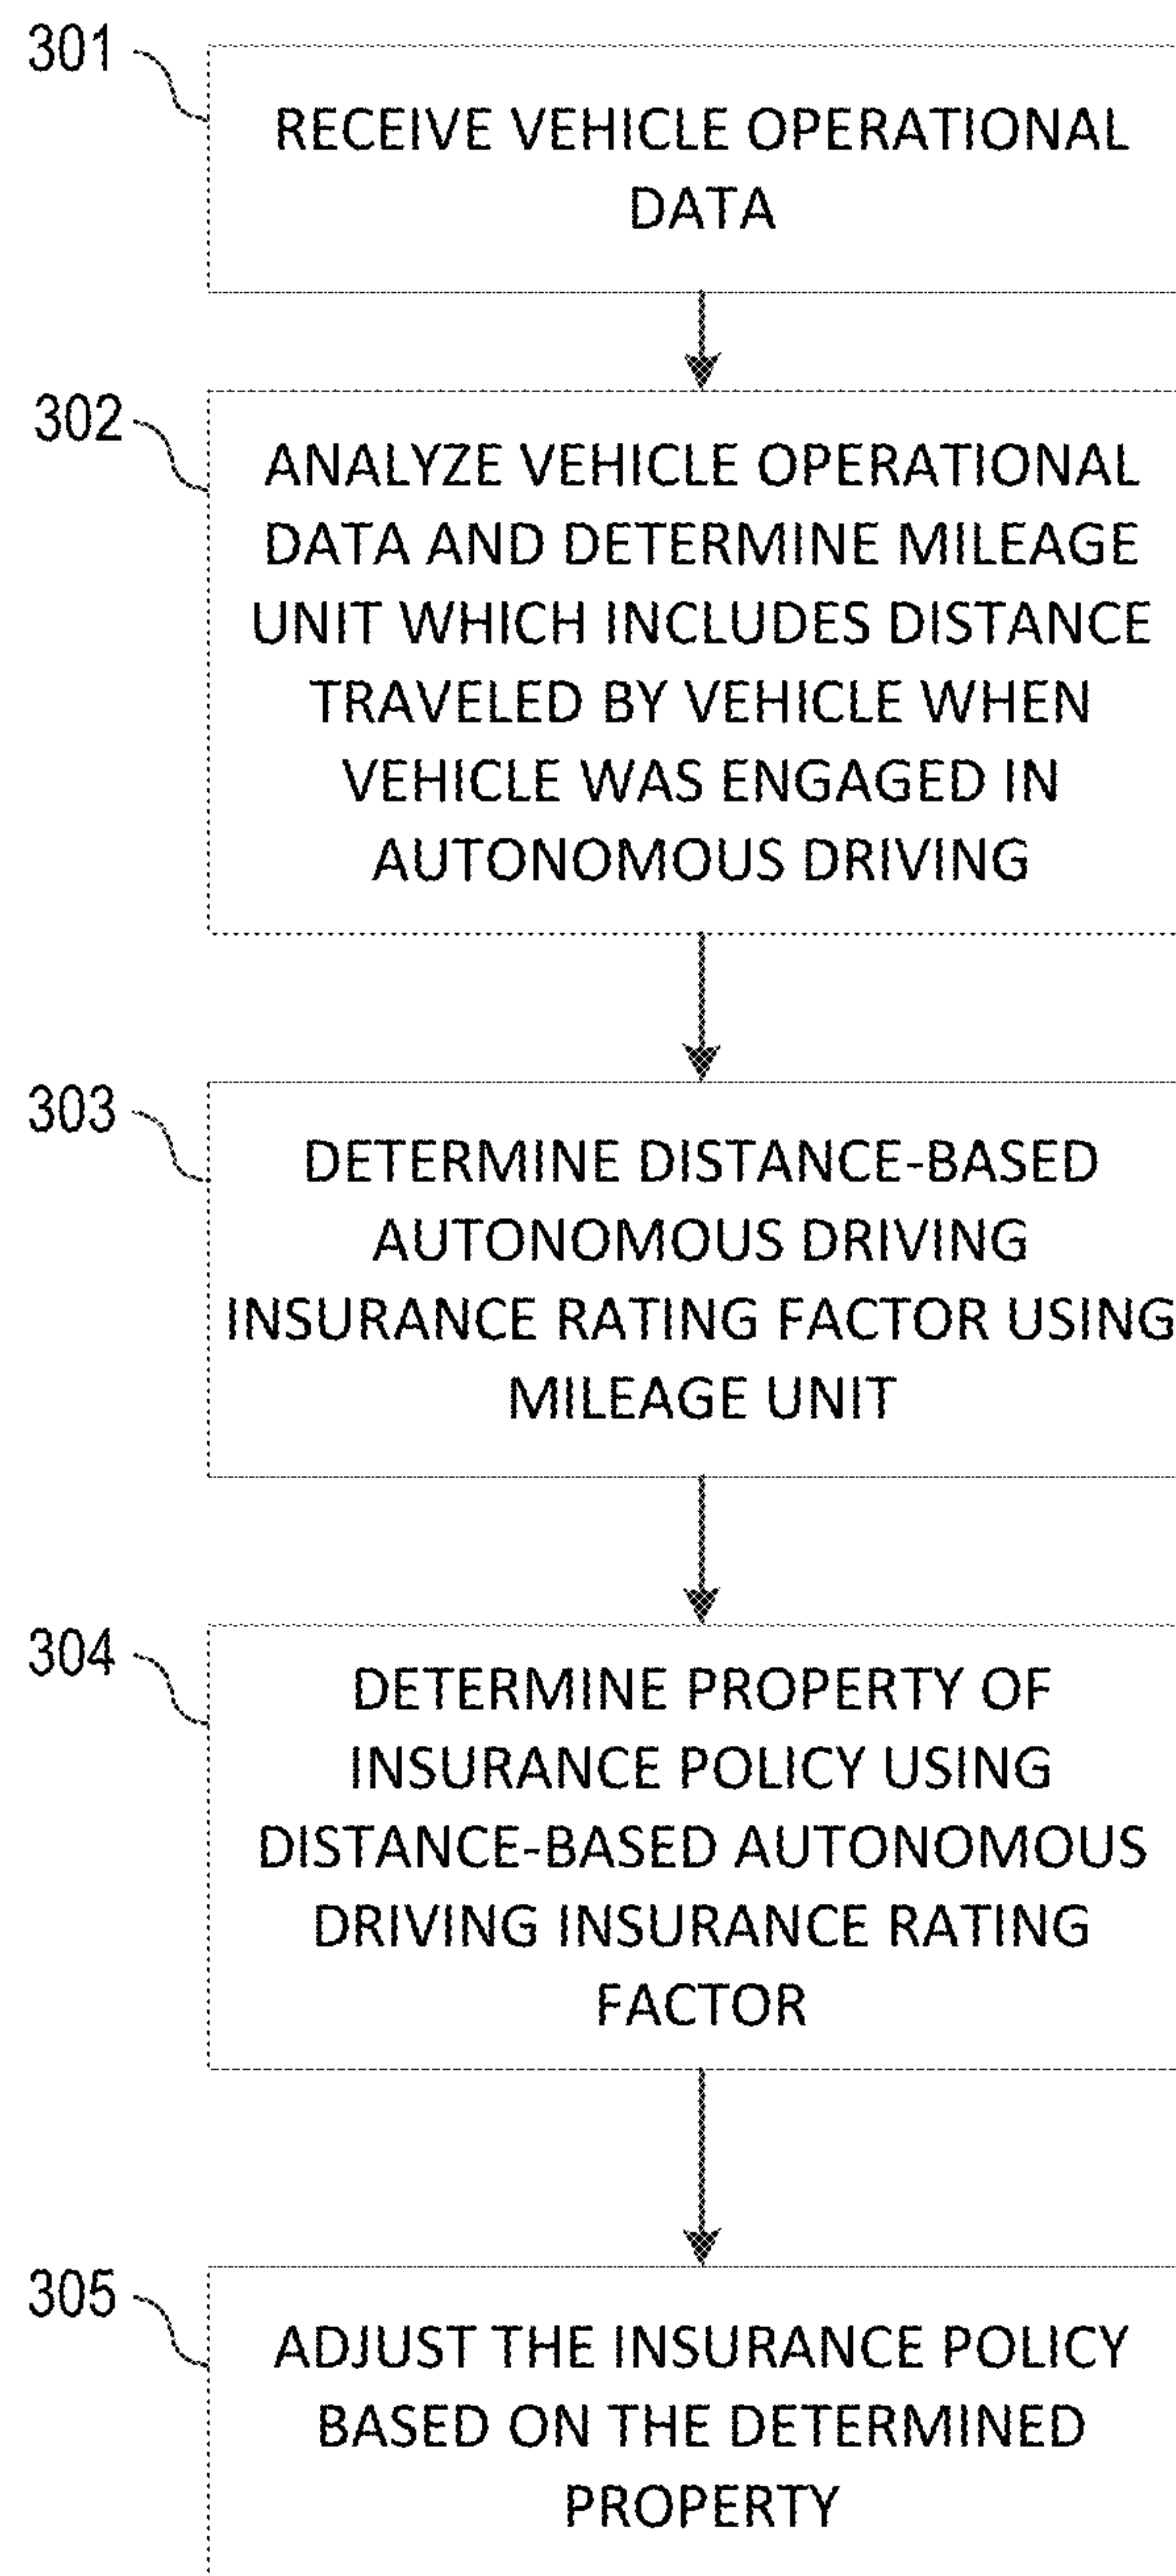 301
RECEIVE VEHICLE OPERATIONAL
DATA
302
ANALYZE VEHICLE OPERATIONAL
DATA AND DETERMINE MILEAGE
UNIT WHICH INCLUDES DISTANCE
TRAVELED BY VEHICLE WHEN
VEHICLE WAS ENGAGED IN
AUTONOMOUS DRIVING
303
DETERMINE DISTANCE-BASED
AUTONOMOUS DRIVING
INSURANCE RATING FACTOR USING
MILEAGE UNIT
304
DETERMINE PROPERTY OF
INSURANCE POLICY USING
DISTANCE-BASED AUTONOMOUS
DRIVING INSURANCE RATING
FACTOR
305
ADJUST THE INSURANCE POLICY
BASED ON THE DETERMINED
PROPERTY